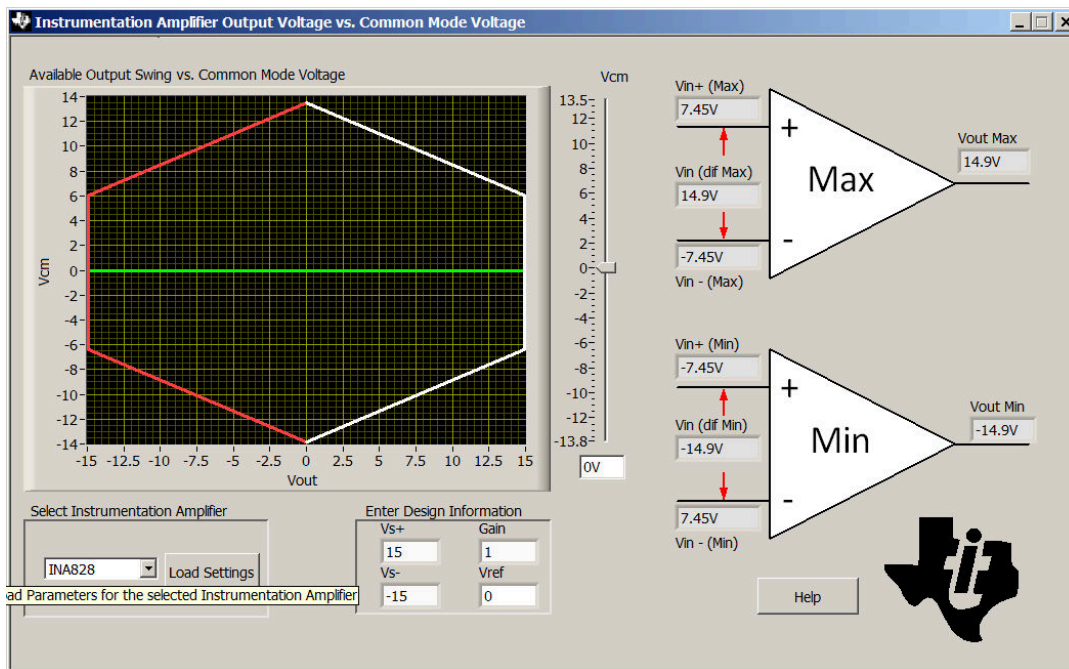 Instrumentation Amplifier Output Voltage vs. Common Mode Voltage
Available Output Swing vs. Common Mode Voltage
14
12
10
8
6
4
2
0
-2
-4
-6
-8
-10
-12
-14
Vcm
-15 -12.5 -10 -7.5 -5 -2.5 0 2.5 5 7.5 10 12.5 15
Vout
Vcm
13.5
12
10
8
6
4
2
0
-2
-4
-6
-8
-10
-12
-13.8
0V
Vin+ (Max)
7.45V
Vin (dif Max)
14.9V
-7.45V
Vin - (Max)
+
Max
-
Vout Max
14.9V
Vin+ (Min)
-7.45V
Vin (dif Min)
-14.9V
7.45V
Vin - (Min)
+
Min
-
Vout Min
-14.9V
Select Instrumentation Amplifier
INA828
Load Settings
Parameters for the selected Instrumentation Amplifier
Enter Design Information
Vs+ Gain
15 1
Vs- Vref
-15 0
Help
ti